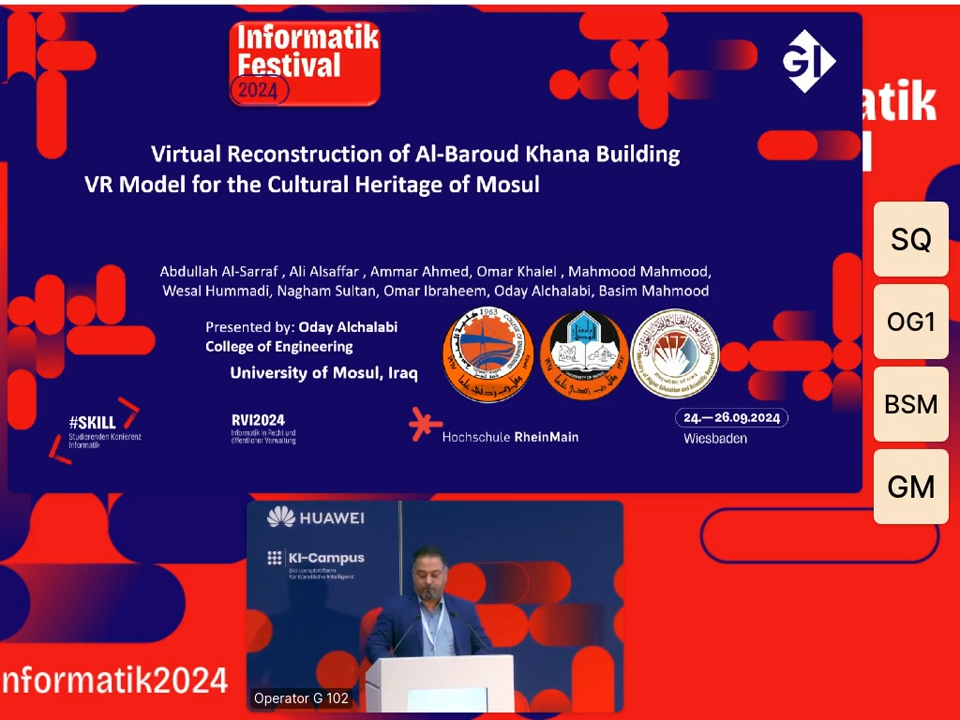 Informatik
Festival
2024
GI
atik
l
Virtual Reconstruction of Al-Baroud Khana Building
VR Model for the Cultural Heritage of Mosul
Abdullah Al-Sarraf , Ali Alsaffar , Ammar Ahmed, Omar Khalel , Mahmood Mahmood,
Wesal Hummadi, Nagham Sultan, Omar Ibraheem, Oday Alchalabi, Basim Mahmood
Presented by: Oday Alchalabi
College of Engineering
University of Mosul, Iraq
1963
#SKILL
Studierenden Konferenz
Informatik
RVI2024
Informatik in Recht und
öffentlicher Verwaltung
Hochschule RheinMain
24.—26.09.2024
Wiesbaden
SQ
OG1
BSM
GM
HUAWEI
KI-Campus
Die Lernplattform
für Künstliche Intelligenz
Operator G 102
nformatik2024